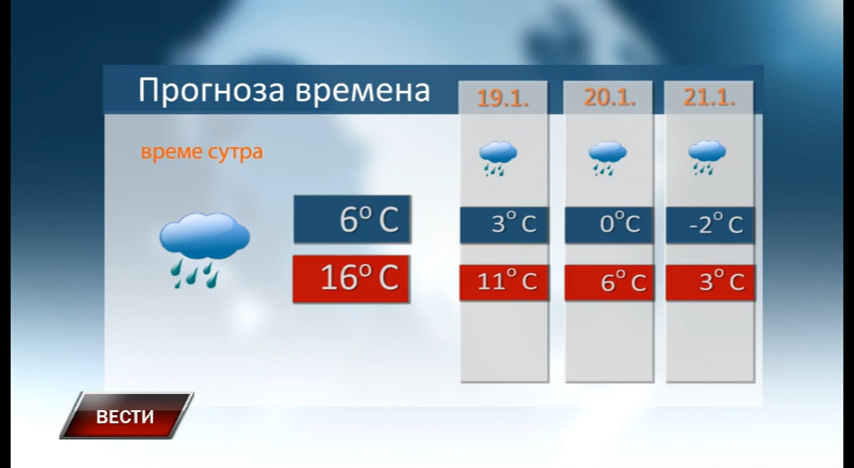 Прогноза времена
време сутра
6° C
16° C
19.1.
3° C
11° C
20.1.
0°C
6° C
21.1.
-2° C
3° C
ВЕСТИ